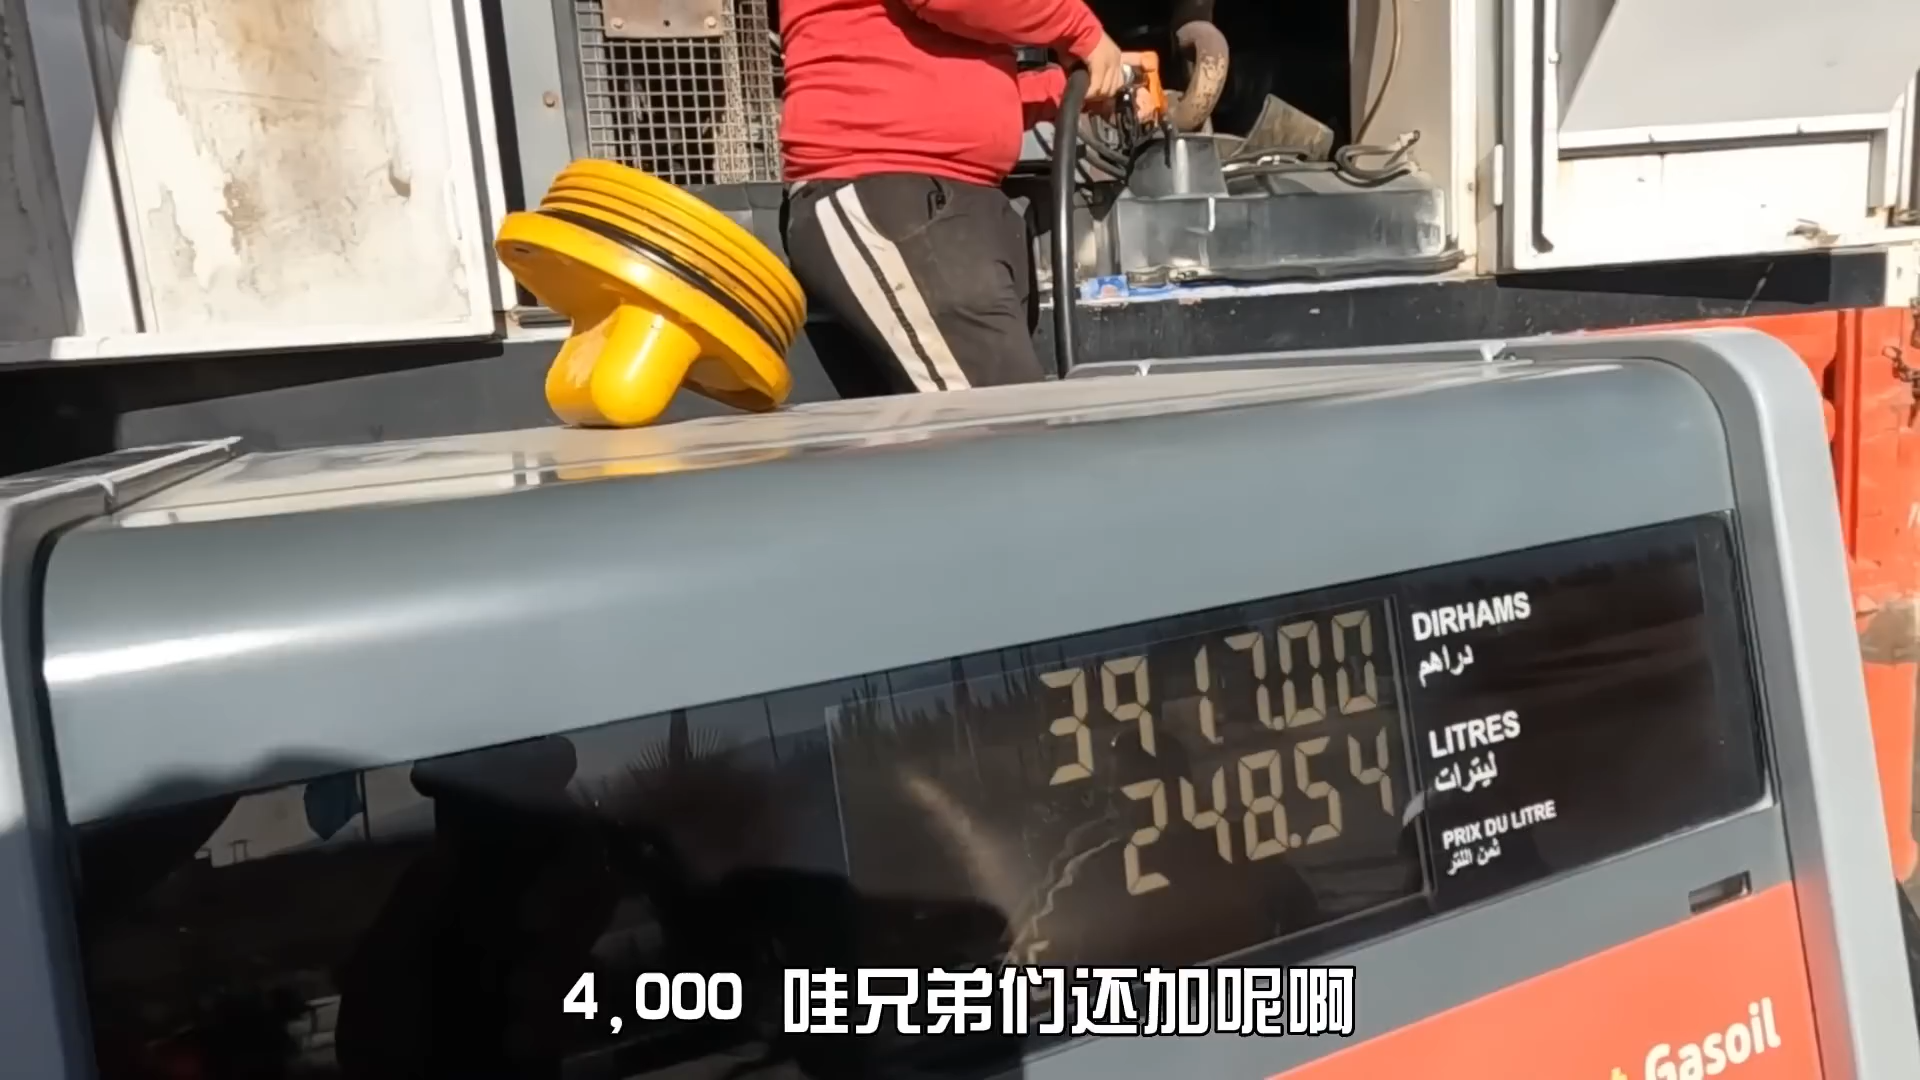 3917.00
DIRHAMS
دراهم
248.54
LITRES
ليترات
PRIX DU LITRE
ثمن اللتر
Gasoil
4,000 哇兄弟们还加呢啊